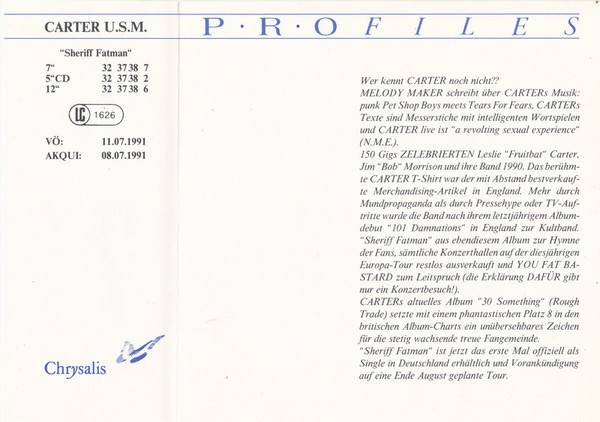 CARTER U.S.M.
P·R·O FILES
"Sheriff Fatman"
7" 32 3738 7
5"CD 32 3738 2
12" 32 3738 6
LC 1626
VÖ: 11.07.1991
AKQUI: 08.07.1991
Wer kennt CARTER noch nicht??
MELODY MAKER schreibt über CARTERs Musik:
punk Pet Shop Boys meets Tears For Fears, CARTERs
Texte sind Messerstiche mit intelligenten Wortspielen
und CARTER live ist "a revolting sexual experience"
(N.M.E.).
150 Gigs ZELEBRIERTEN Leslie "Fruitbat" Carter,
Jim "Bob" Morrison und ihre Band 1990. Das berühm-
te CARTER T-Shirt war der mit Abstand bestverkauf-
te Merchandising-Artikel in England. Mehr durch
Mundpropaganda als durch Pressehype oder TV-Auf-
tritte wurde die Band nach ihrem letztjährigem Album-
debut "101 Damnations" in England zur Kultband.
"Sheriff Fatman" aus ebendiesem Album zur Hymne
der Fans, sämtliche Konzerthallen auf der diesjährigen
Europa-Tour restlos ausverkauft und YOU FAT BA-
STARD zum Leitspruch (die Erklärung DAFÜR gibt
nur ein Konzertbesuch!).
CARTERs aktuelles Album "30 Something" (Rough
Trade) setzte mit einem phantastischen Platz 8 in den
britischen Album-Charts ein unübersehbares Zeichen
für die stetig wachsende treue Fangemeinde.
"Sheriff Fatman" ist jetzt das erste Mal offiziell als
Single in Deutschland erhältlich und Vorankündigung
auf eine Ende August geplante Tour.
Chrysalis